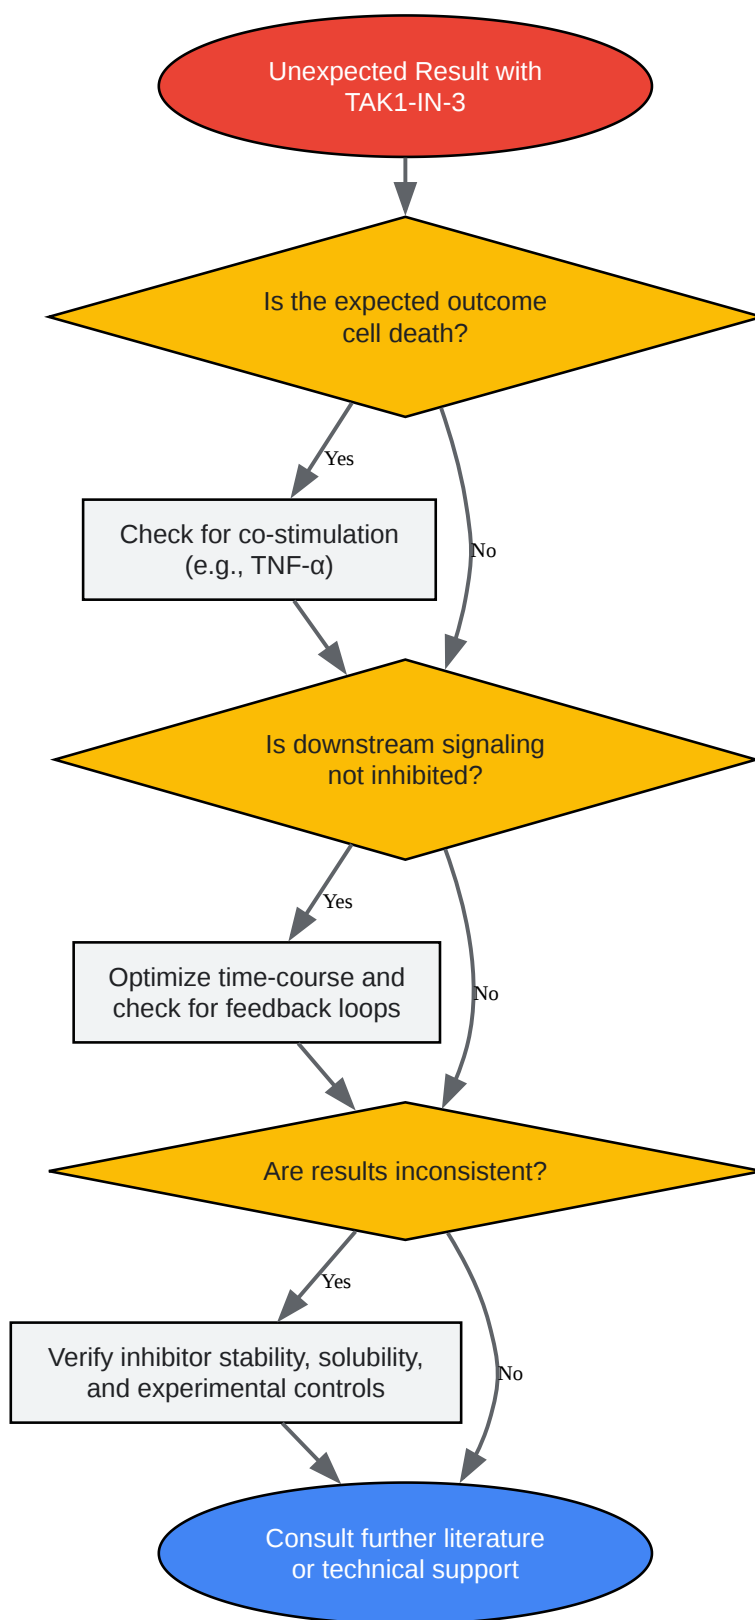 Unexpected Result with
TAK1-IN-3
Is the expected outcome
cell death?
Yes
Check for co-stimulation
(e.g., TNF-α)
No
Is downstream signaling
not inhibited?
Yes
Optimize time-course and
check for feedback loops
No
Are results inconsistent?
Yes
Verify inhibitor stability, solubility,
and experimental controls
No
Consult further literature
or technical support